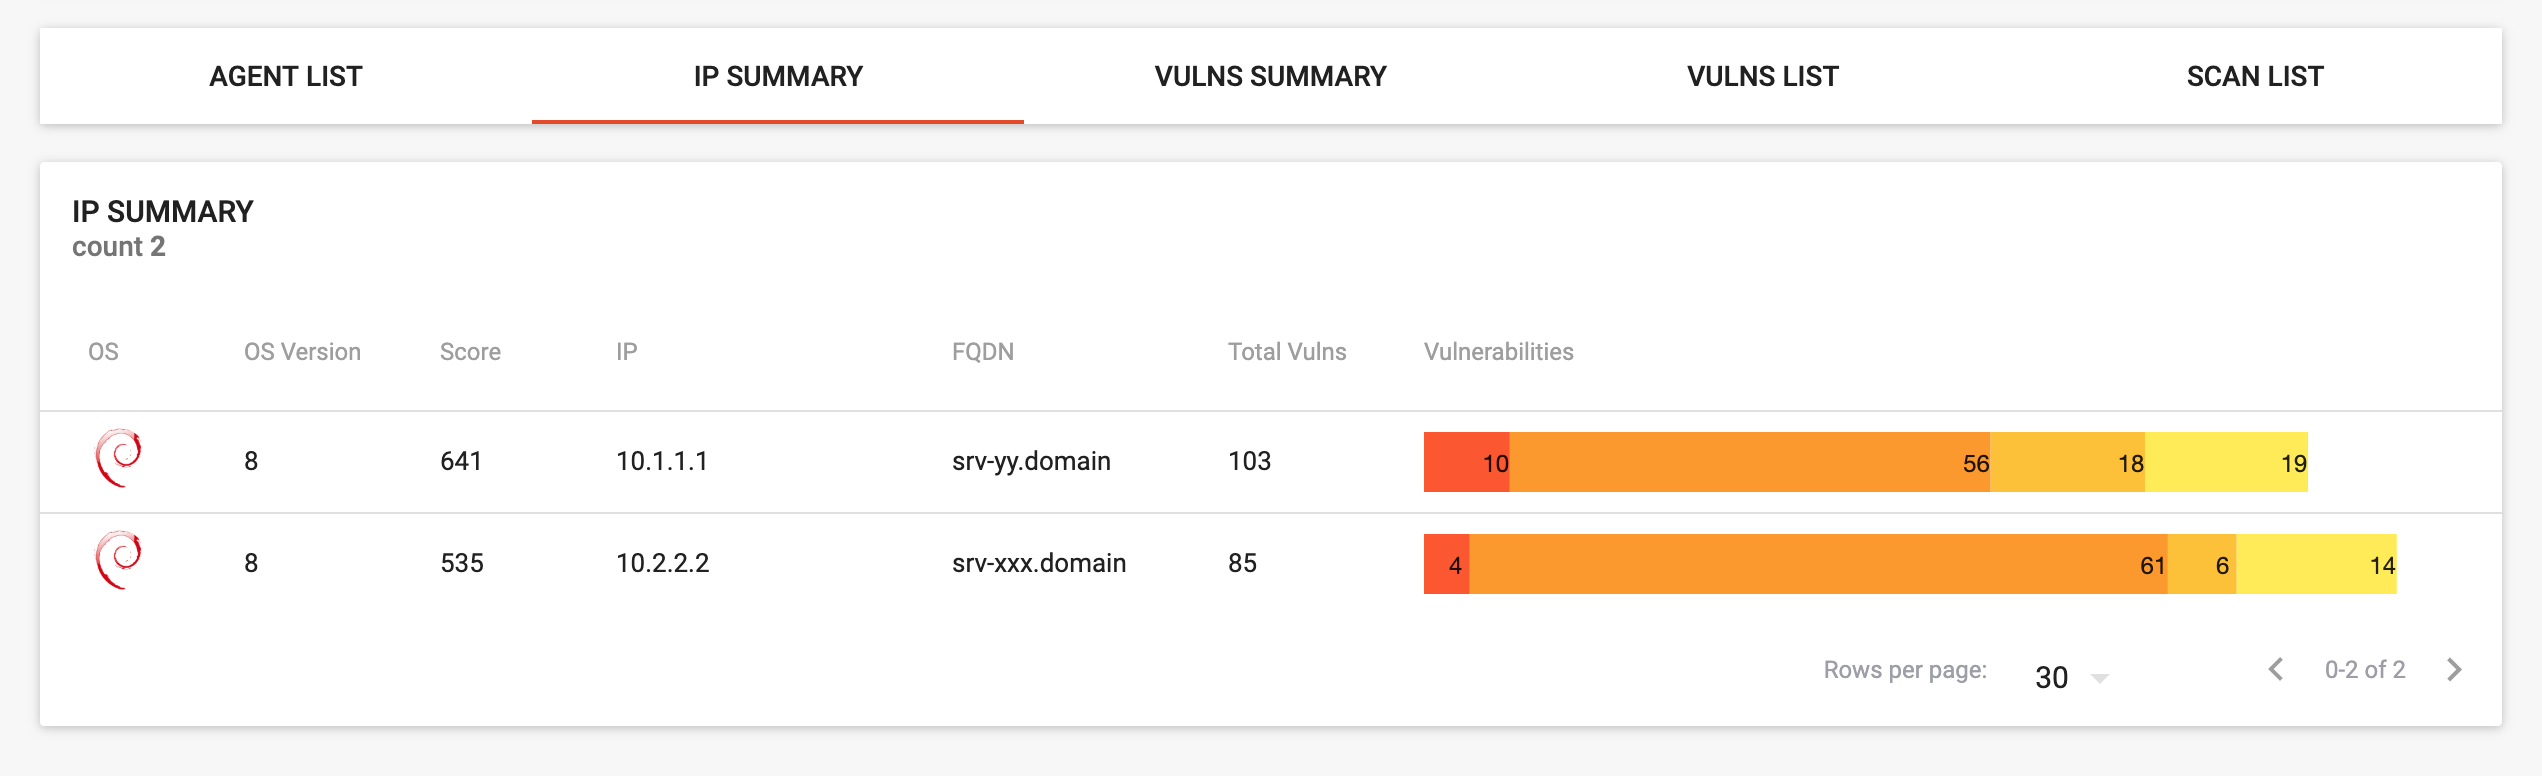 AGENT LIST IP SUMMARY VULNS SUMMARY VULNS LIST SCAN LIST
IP SUMMARY
count 2
OS OS Version Score IP FQDN Total Vulns Vulnerabilities
8 641 10.1.1.1 srv-yy.domain 103 10 56 18 19
8 535 10.2.2.2 srv-xxx.domain 85 4 61 6 14
Rows per page: 30 0-2 of 2